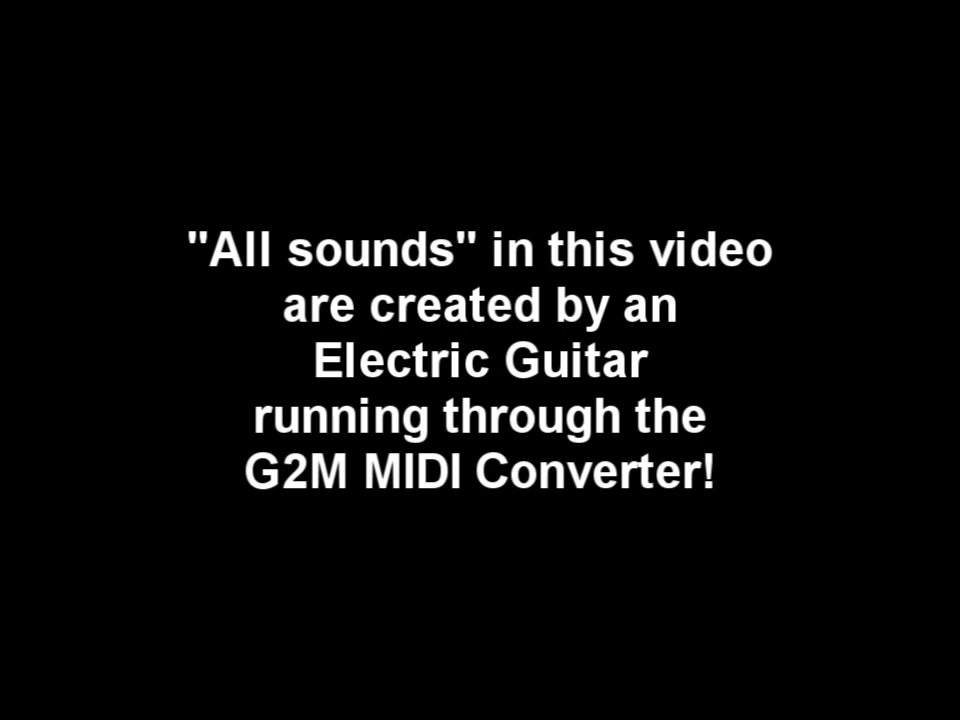 "All sounds" in this video
are created by an
Electric Guitar
running through the
G2M MIDI Converter!